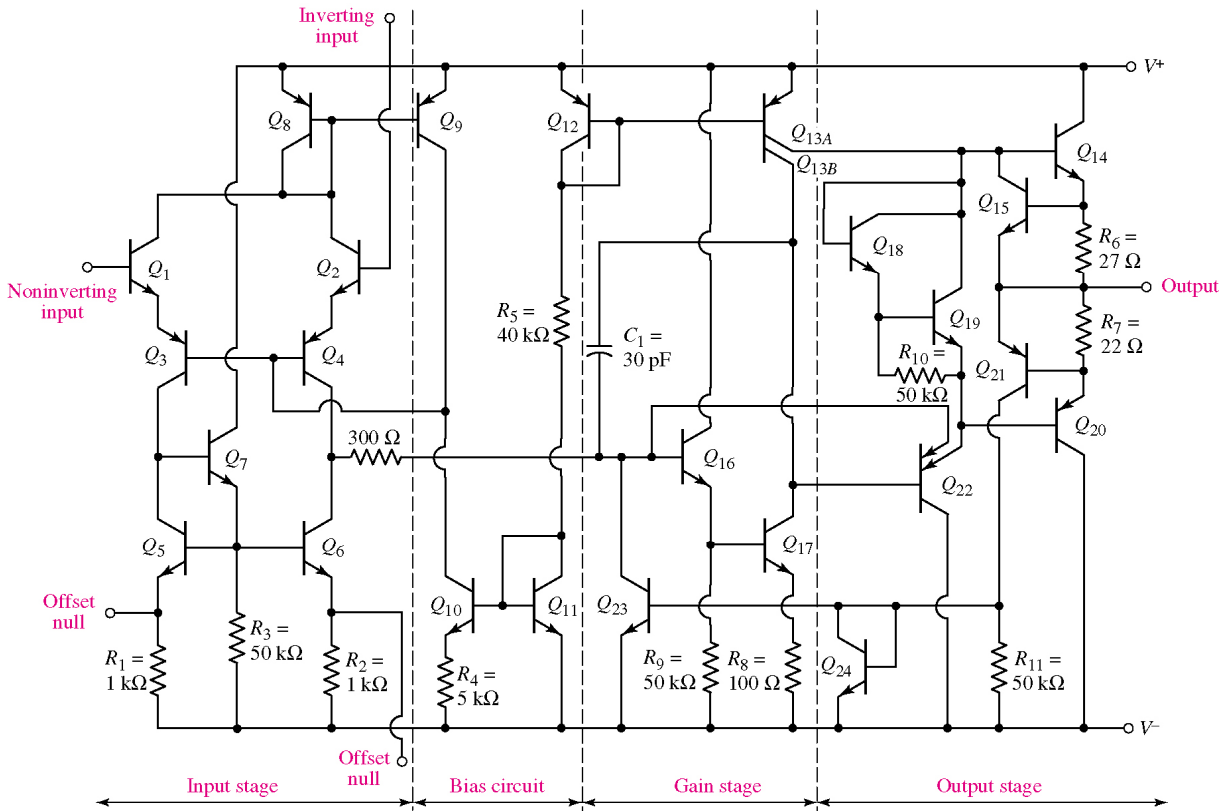 Inverting
input
V+
Q8
Q9
Q12
Q13A
Q13B
Q14
Q15
Q1
Q2
Q18
R6 =
27 Ω
Noninverting
input
Output
R5 =
40 kΩ
C1 =
30 pF
Q3
Q4
Q19
R7 =
22 Ω
R10 =
50 kΩ
Q21
Q20
300 Ω
Q7
Q16
Q22
Q5
Q6
Q17
Offset
null
Q10
Q11
Q23
R1 =
1 kΩ
R3 =
50 kΩ
R2 =
1 kΩ
R4 =
5 kΩ
R9 =
50 kΩ
R8 =
100 Ω
Q24
R11 =
50 kΩ
V−
Offset
null
Input stage
Bias circuit
Gain stage
Output stage